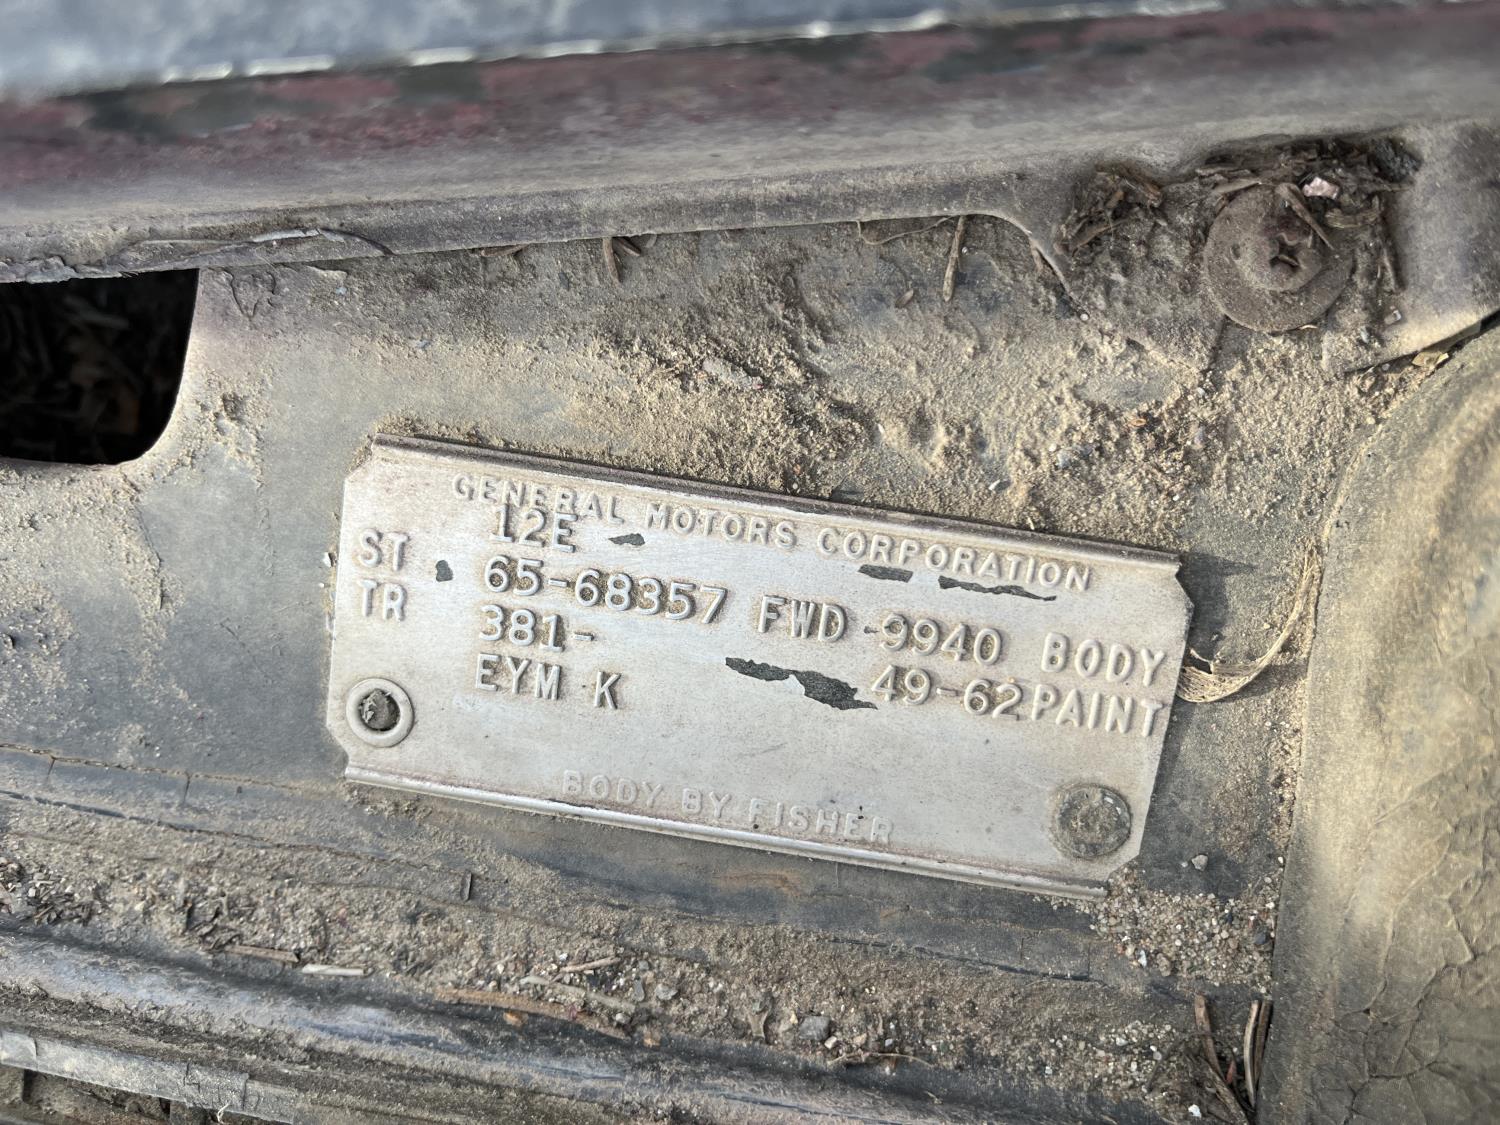 GENERAL MOTORS CORPORATION
12E
ST 65-68357 FWD 9940 BODY
TR 381- 49-62 PAINT
EYM K
BODY BY FISHER